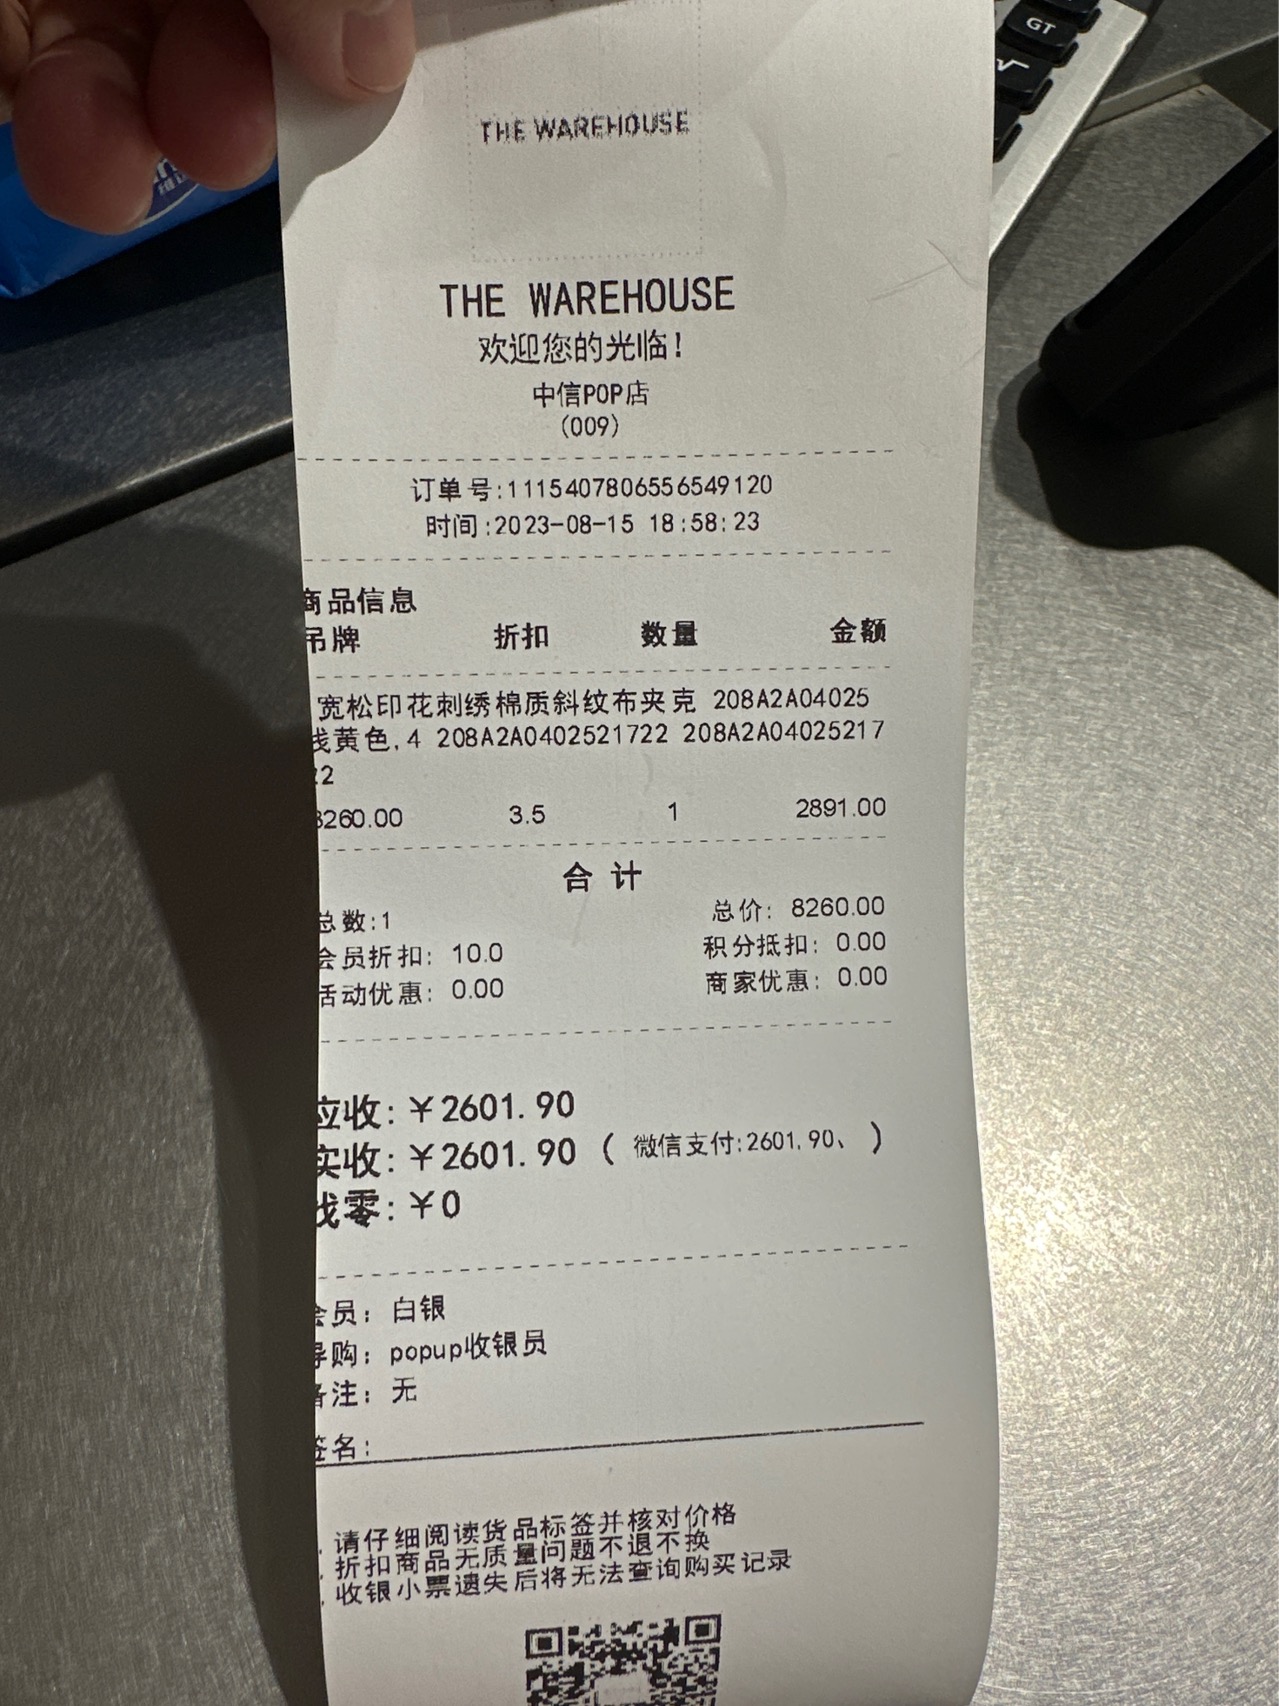 GT
THE WAREHOUSE
THE WAREHOUSE
欢迎您的光临!
中信POP店
(009)
订单号:1115407806556549120
时间:2023-08-15 18:58:23
商品信息
吊牌 折扣 数量 金额
宽松印花刺绣棉质斜纹布夹克 208A2A04025
浅黄色,4 208A2A0402521722 208A2A04025217
22
8260.00 3.5 1 2891.00
合 计
总数:1 总价: 8260.00
会员折扣: 10.0 积分抵扣: 0.00
活动优惠: 0.00 商家优惠: 0.00
应收:￥2601.90
实收:￥2601.90 ( 微信支付:2601.90、 )
找零:￥0
会员: 白银
导购: popup收银员
备注: 无
签名:
请仔细阅读货品标签并核对价格
折扣商品无质量问题不退不换
收银小票遗失后将无法查询购买记录